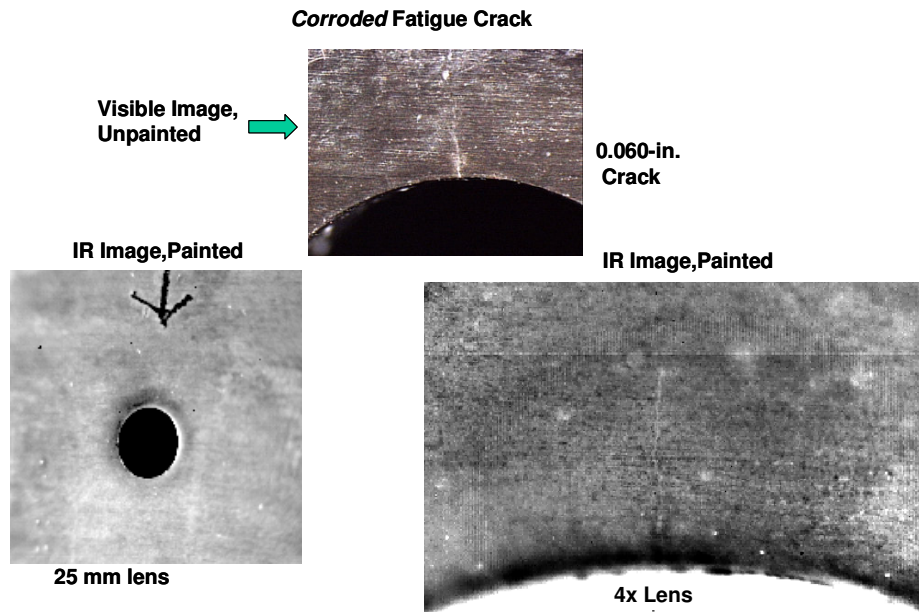 Corroded Fatigue Crack
Visible Image,
Unpainted
0.060-in.
Crack
IR Image,Painted
IR Image,Painted
25 mm lens
4x Lens